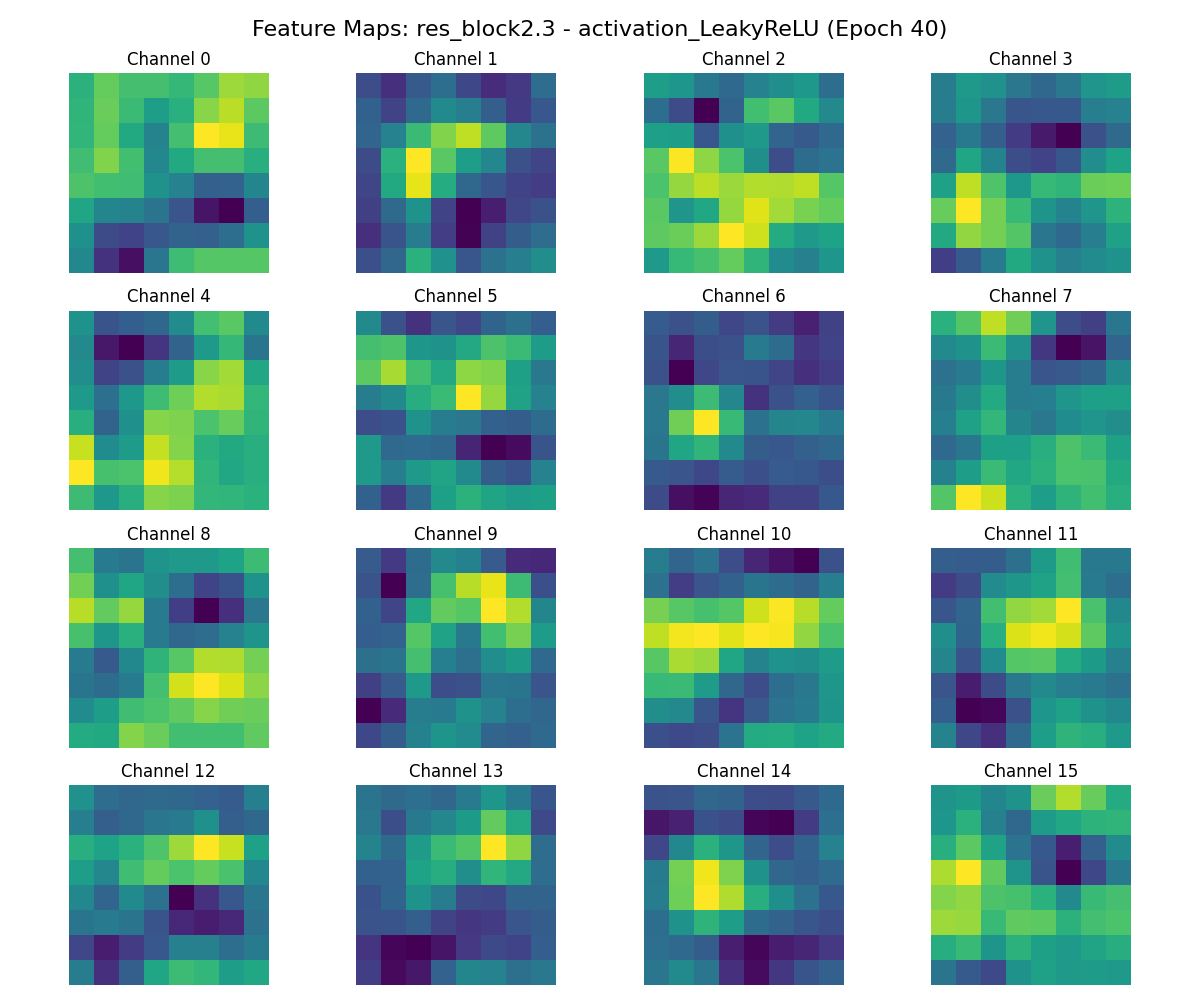 Feature Maps: res_block2.3 - activation_LeakyReLU (Epoch 40)
Channel 0 Channel 1 Channel 2 Channel 3
Channel 4 Channel 5 Channel 6 Channel 7
Channel 8 Channel 9 Channel 10 Channel 11
Channel 12 Channel 13 Channel 14 Channel 15